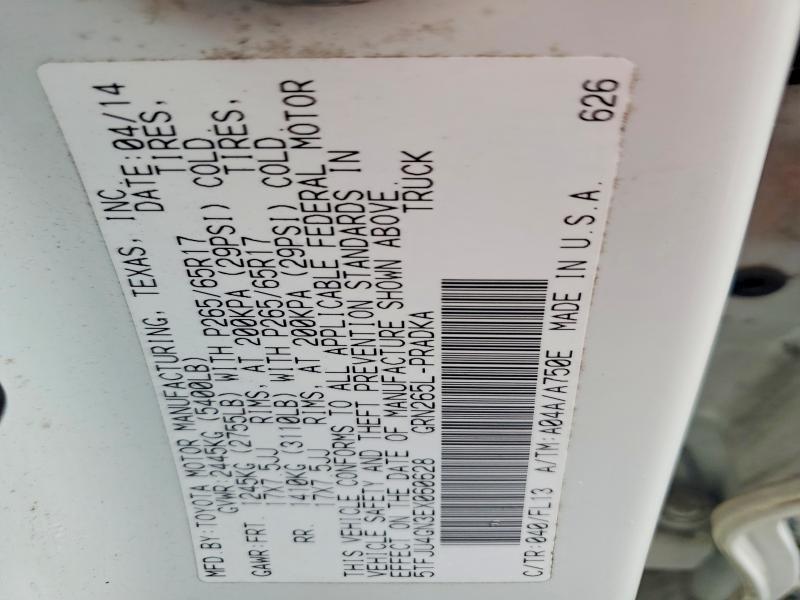 MFD BY: TOYOTA MOTOR MANUFACTURING, TEXAS, INC.
GVWR: 2445KG (5400LB) DATE: 04/14
GAWR-FRT 1245KG (2755LB) WITH P265/65R17 TIRES,
17X7.5JJ RIMS, AT 200KPA (29PSI) COLD.
RR. 1410KG (3110LB) WITH P265/65R17 TIRES,
17X7.5JJ RIMS, AT 200KPA (29PSI) COLD.
THIS VEHICLE CONFORMS TO ALL APPLICABLE FEDERAL MOTOR
VEHICLE SAFETY AND THEFT PREVENTION STANDARDS IN
EFFECT ON THE DATE OF MANUFACTURE SHOWN ABOVE.
57FJU4GN3EX060628 GRN265L-PRADKA TRUCK
C/TR:040/FL13 A/TM:A04A/A750E MADE IN U.S.A. 626